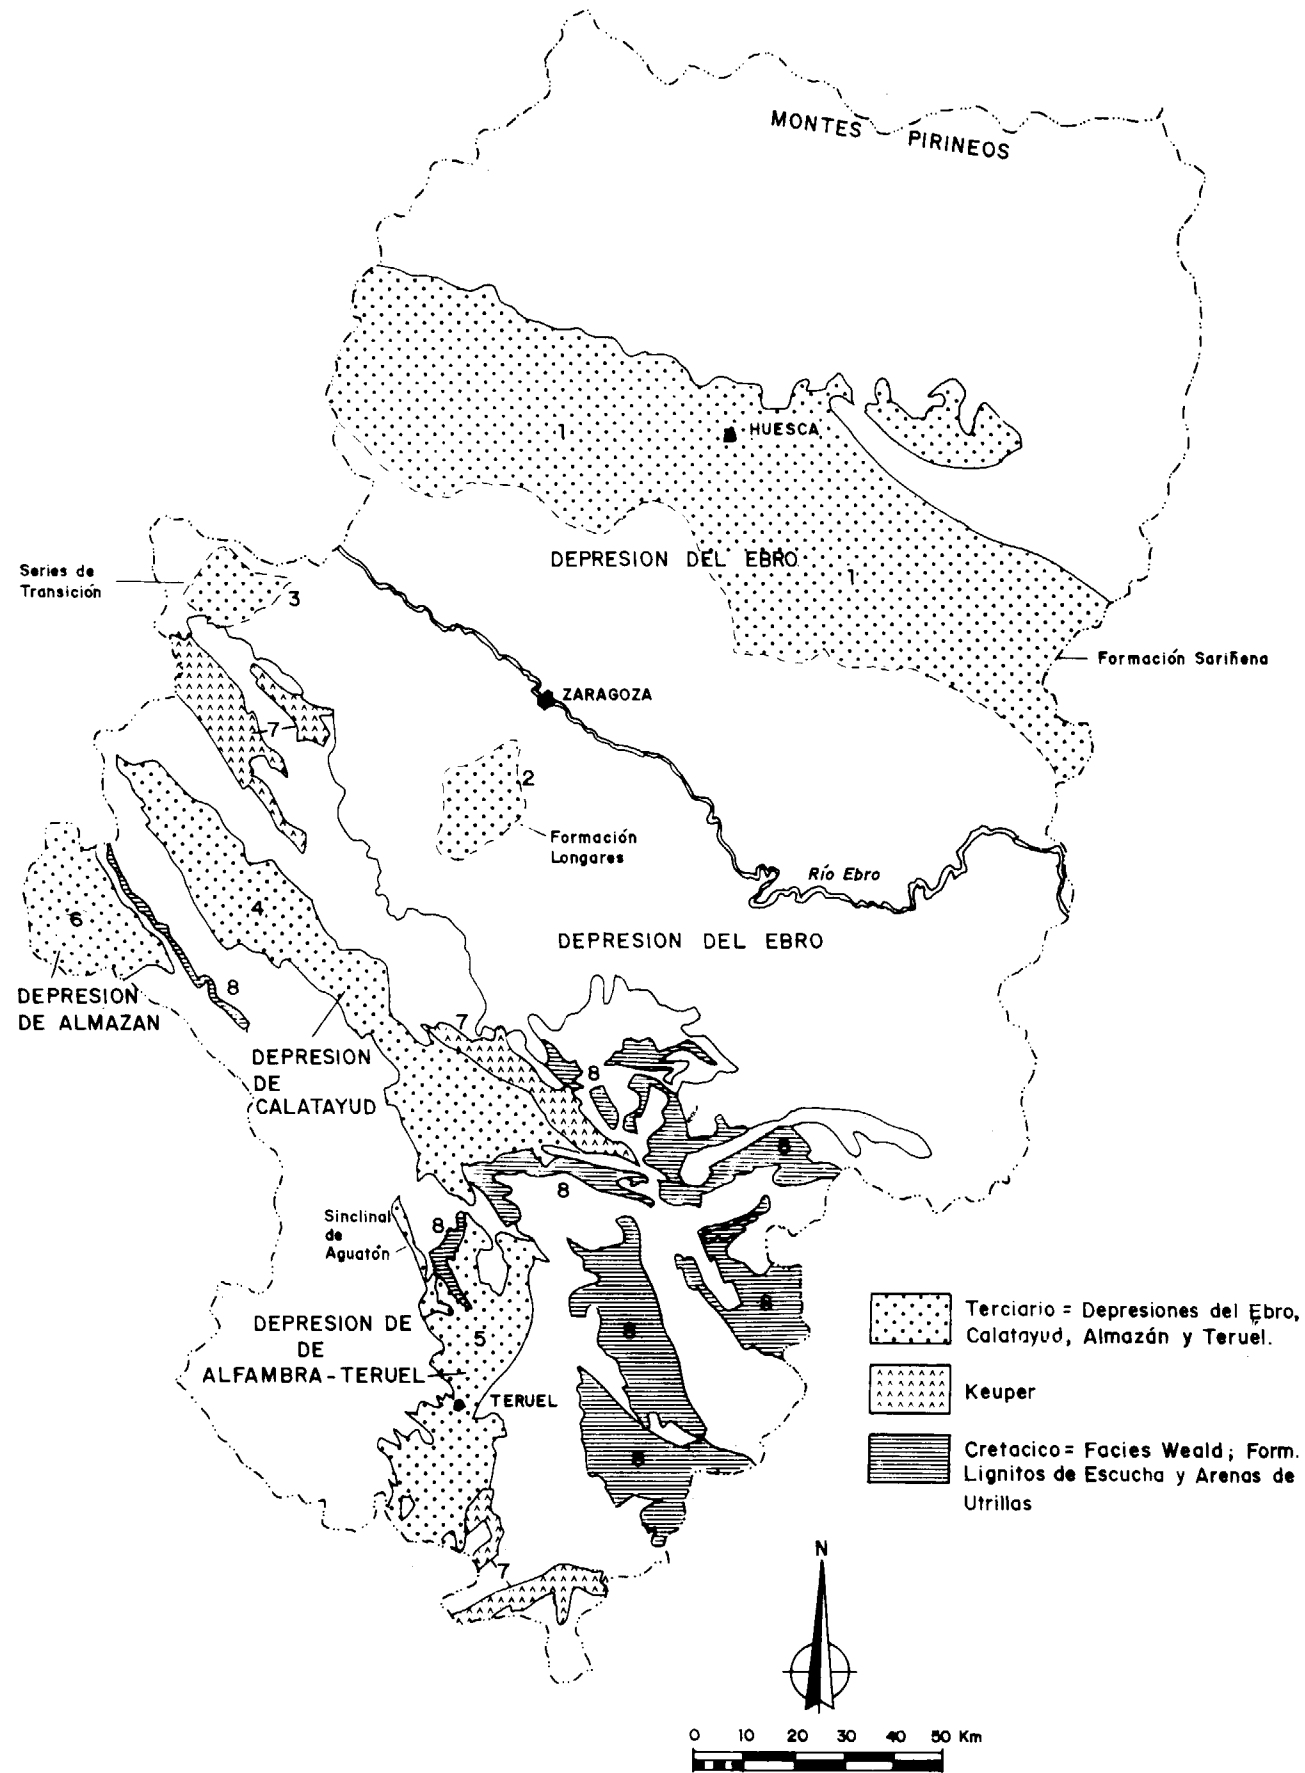 MONTES PIRINEOS
1
HUESCA
DEPRESION DEL EBRO
1
Series de
Transición
3
Formación Sariñena
ZARAGOZA
7
2
Formación
Longares
Río Ebro
4
6
DEPRESION DEL EBRO
8
DEPRESION
DE ALMAZAN
7
DEPRESION
DE
CALATAYUD
8
8
8
Sinclinal
de
Aguatón
8
8
8
5
DEPRESION DE
DE
ALFAMBRA-TERUEL
TERUEL
8
7
Terciario = Depresiones del Ebro,
Calatayud, Almazán y Teruel.
Keuper
Cretacico = Facies Weald; Form.
Lignitos de Escucha y Arenas de
Utrillas
N
0 10 20 30 40 50 Km